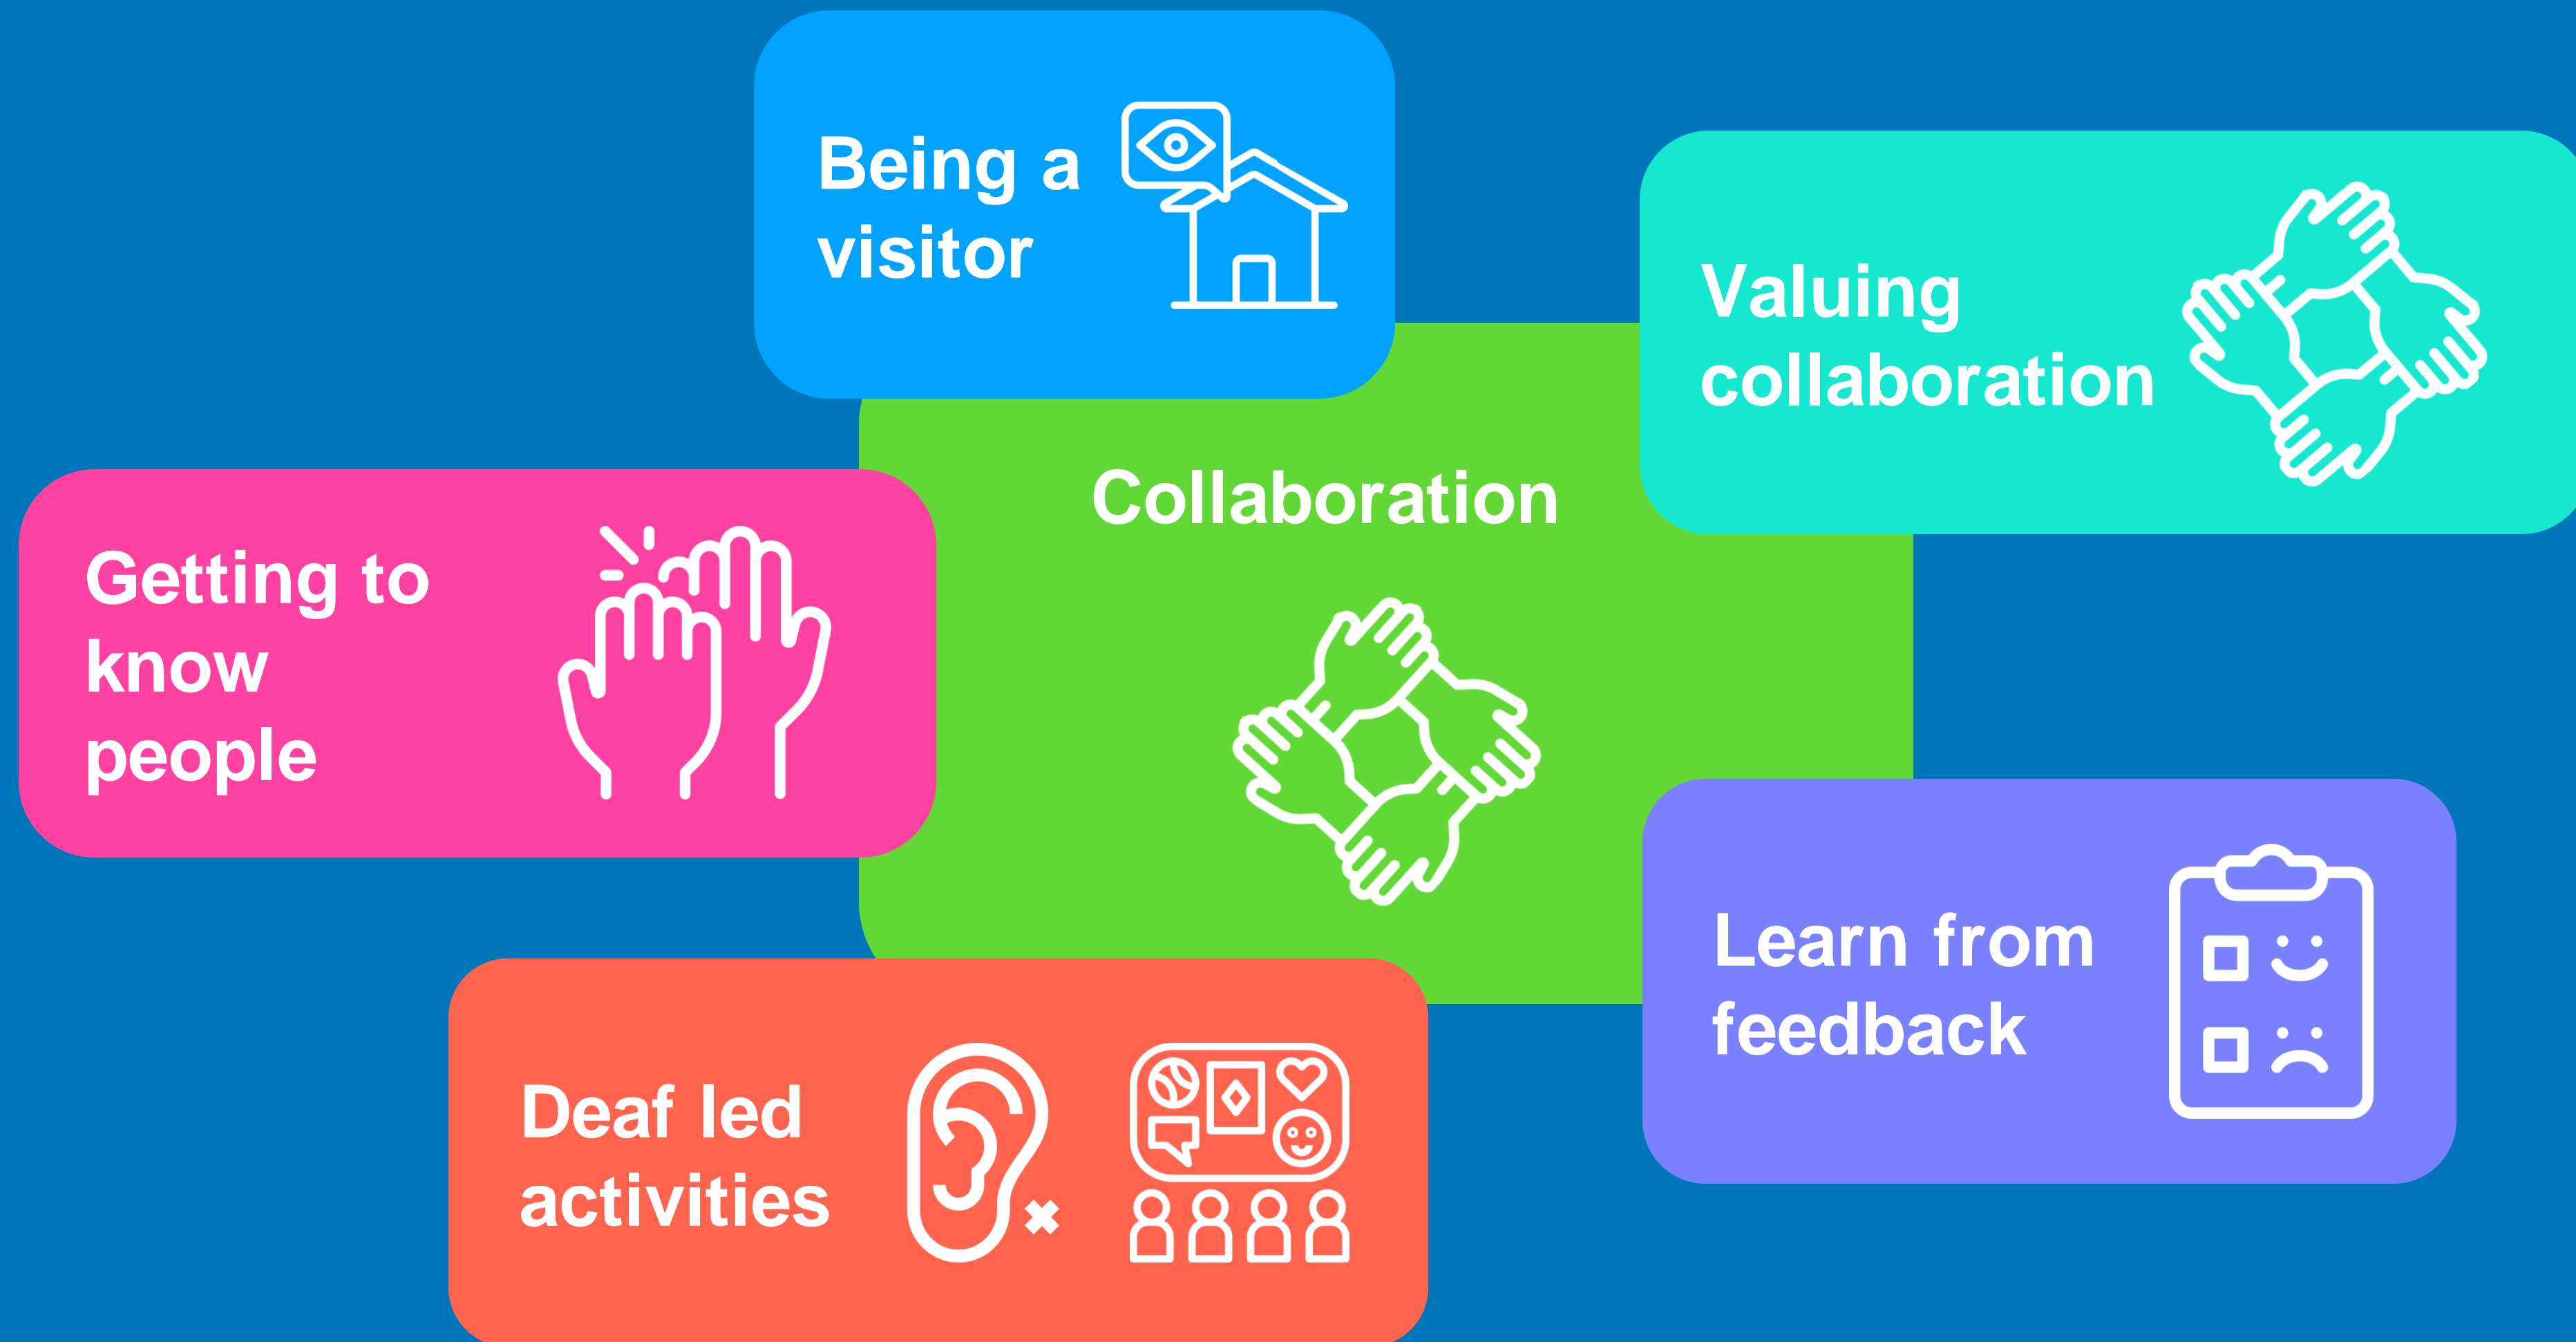 Being a
visitor
Valuing
collaboration
Collaboration
Getting to
know
people
Learn from
feedback
Deaf led
activities